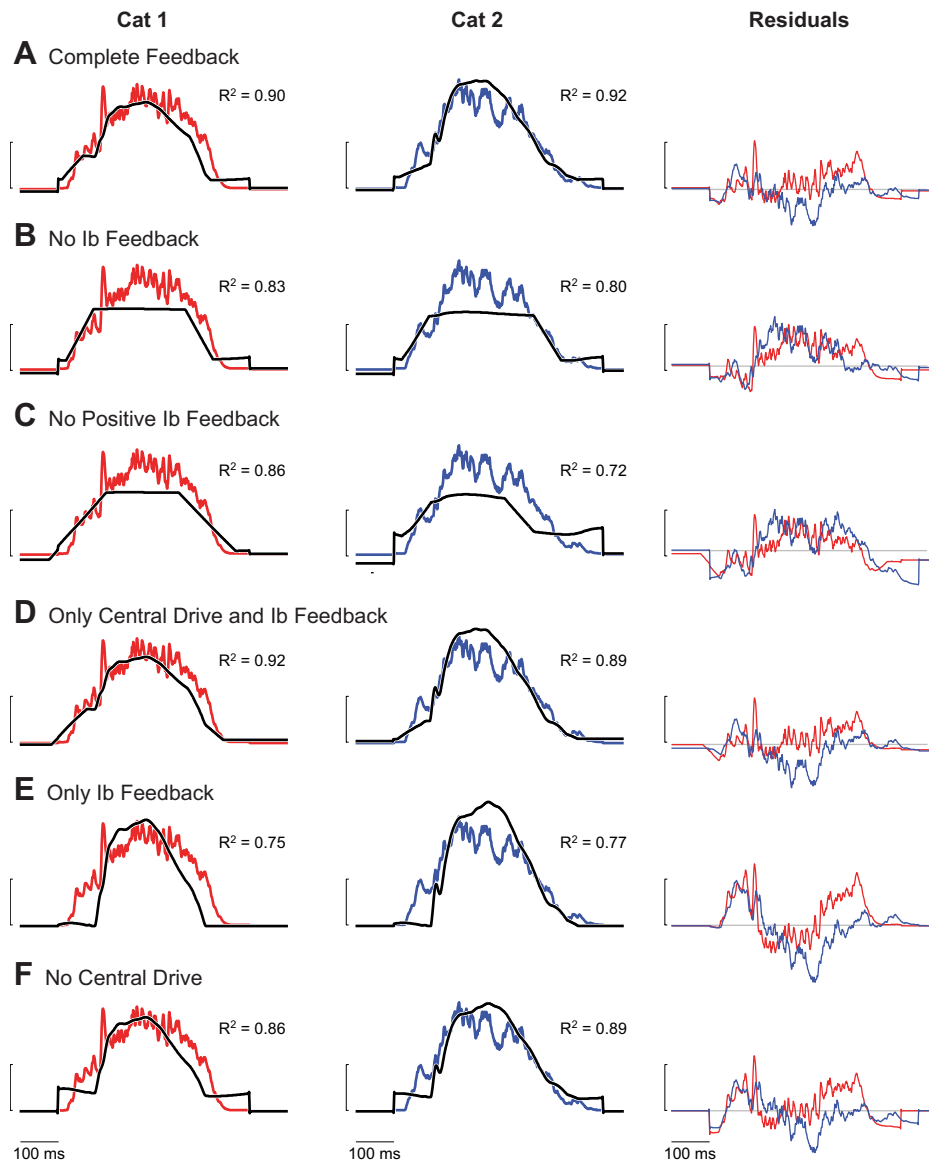 Cat 1 Cat 2 Residuals
A Complete Feedback
R² = 0.90 R² = 0.92
B No Ib Feedback
R² = 0.83 R² = 0.80
C No Positive Ib Feedback
R² = 0.86 R² = 0.72
D Only Central Drive and Ib Feedback
R² = 0.92 R² = 0.89
E Only Ib Feedback
R² = 0.75 R² = 0.77
F No Central Drive
R² = 0.86 R² = 0.89
100 ms 100 ms 100 ms